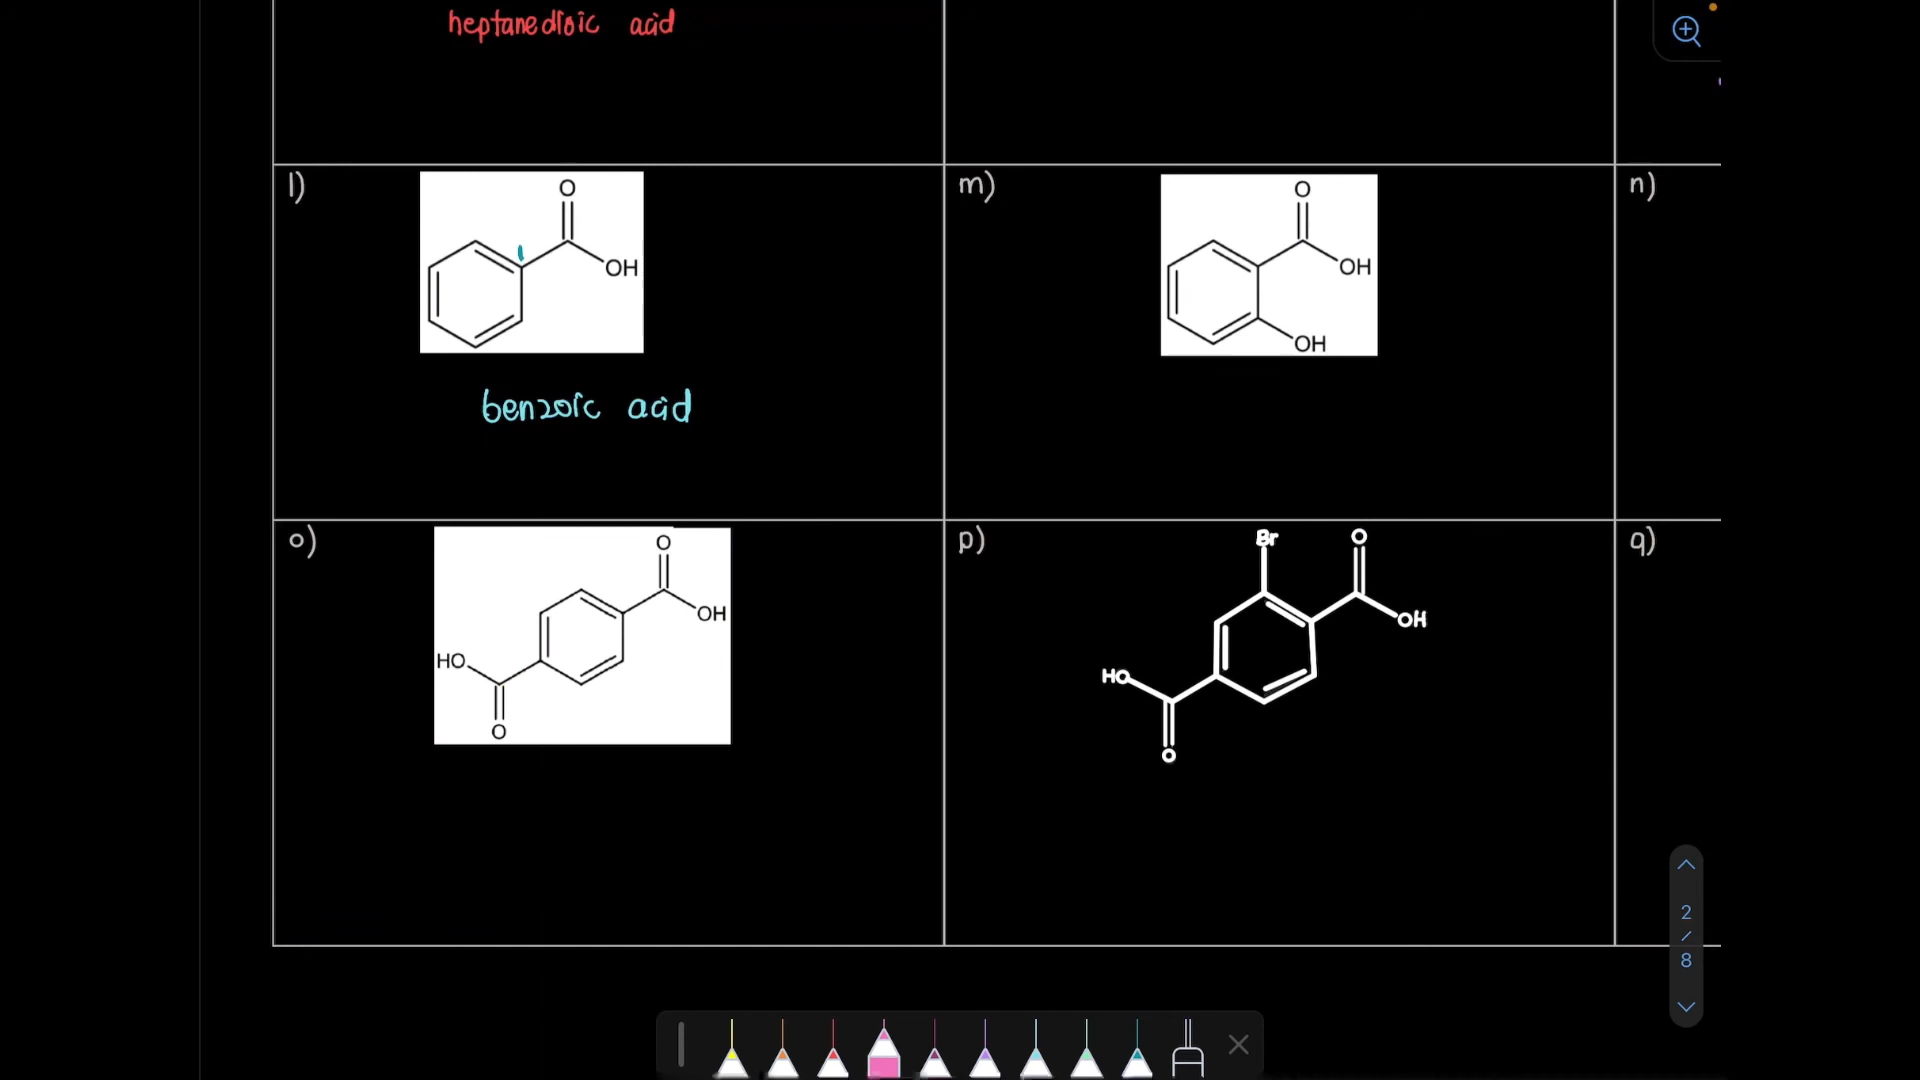 heptanedioic acid
l)
O
OH
benzoic acid
m)
O
OH
OH
n)
o)
O
OH
HO
O
p)
Br
O
OH
HO
O
q)
2
/
8